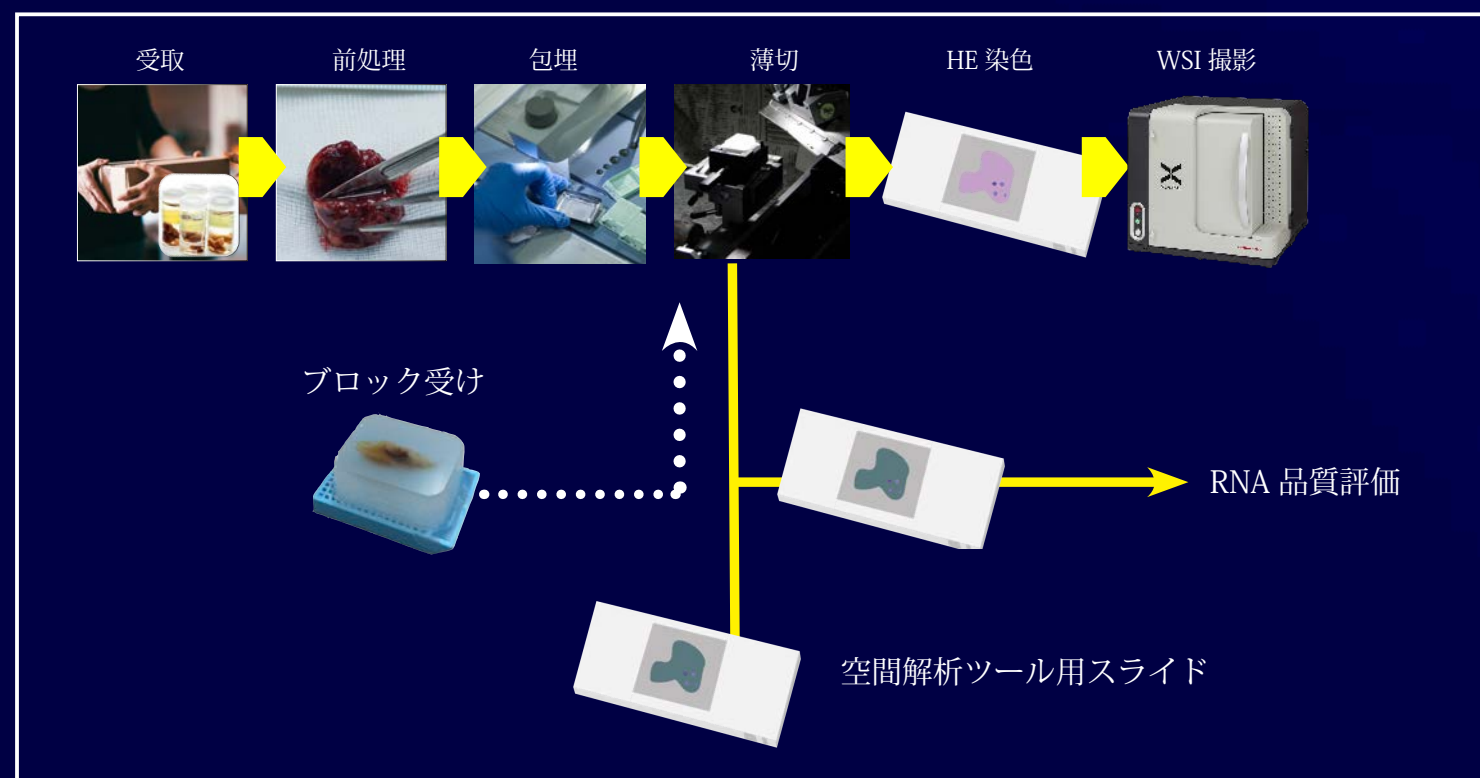 受取
前処理
包埋
薄切
HE 染色
WSI 撮影
ブロック受け
RNA 品質評価
空間解析ツール用スライド